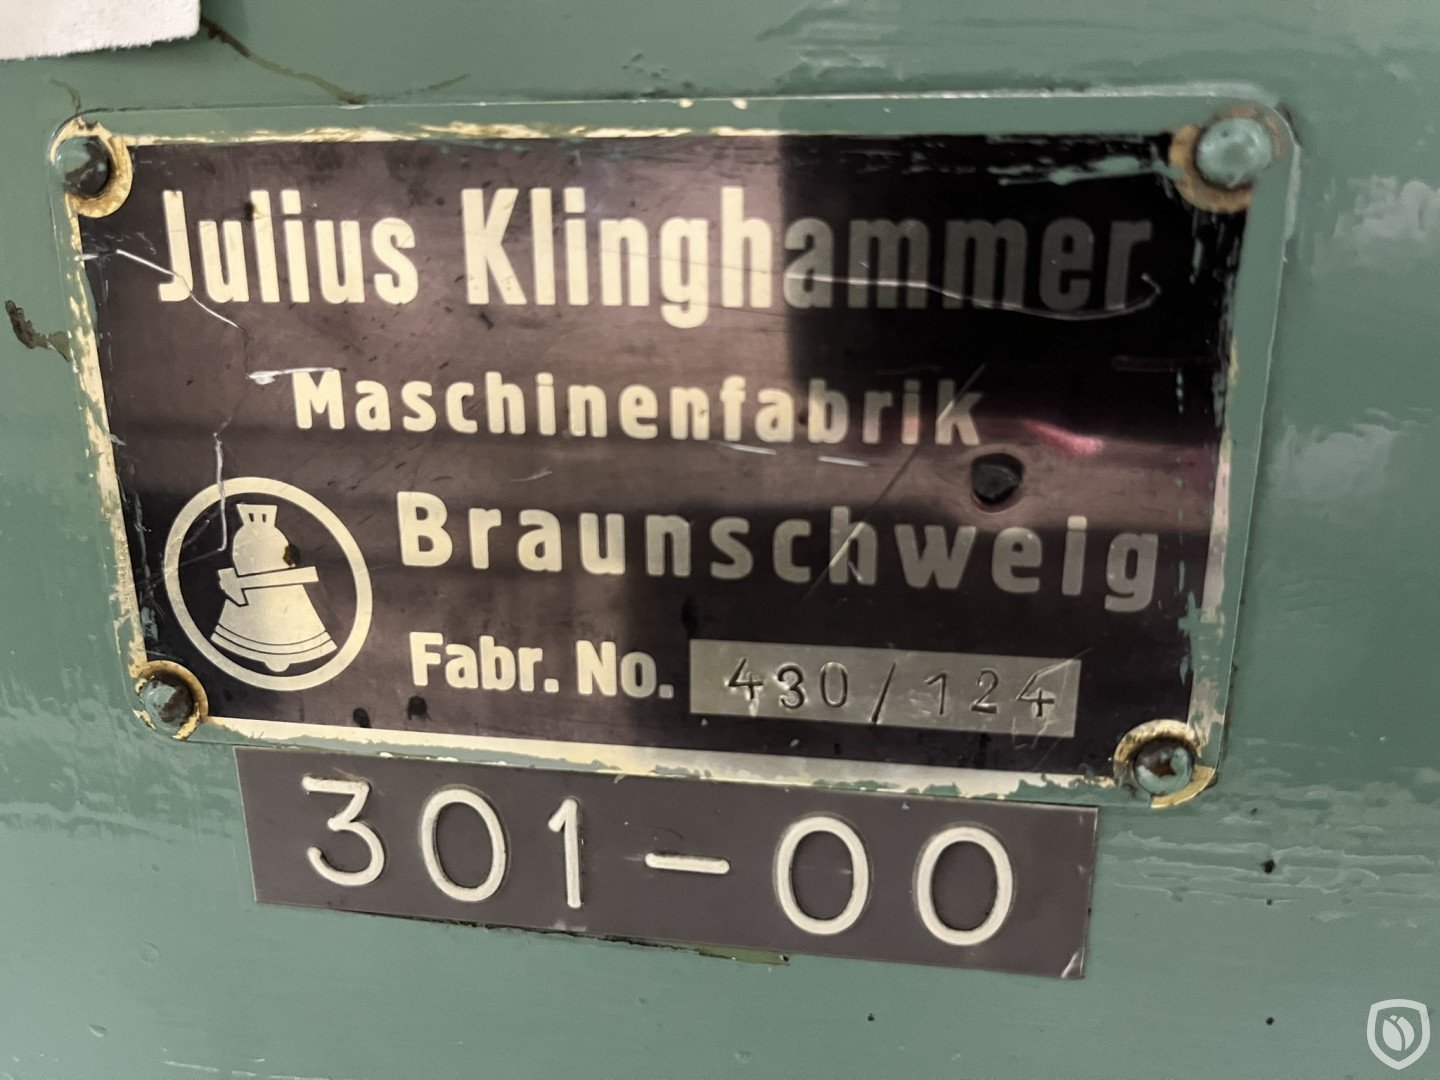 Julius Klinghammer
Maschinenfabrik
Braunschweig
Fabr. No. 430/124
301-00